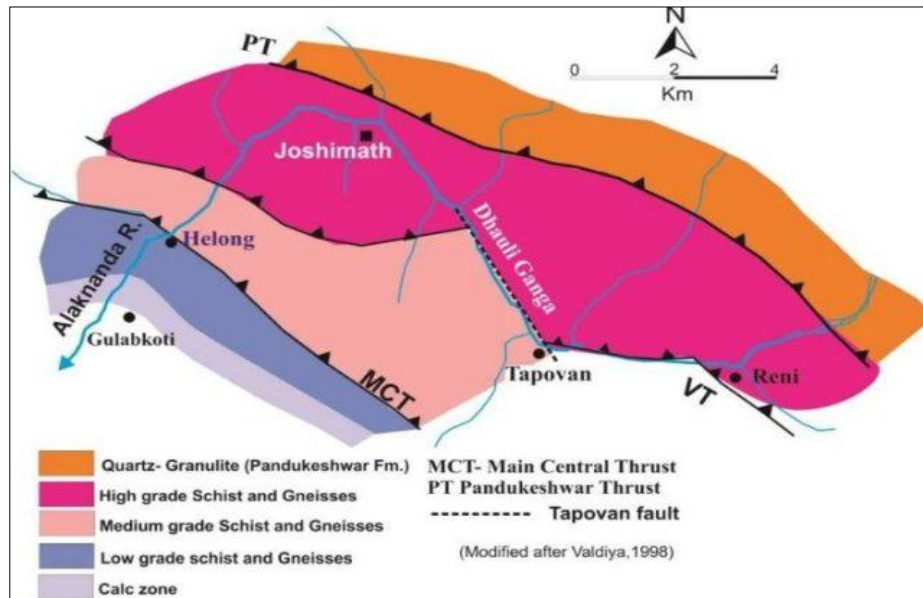 PT
N
0 2 4
Km
Joshimath
Dhauli Ganga
Helong
Alaknanda R.
Gulabkoti
Tapovan
MCT
VT
Reni
Quartz- Granulite (Pandukeshwar Fm.)
High grade Schist and Gneisses
Medium grade Schist and Gneisses
Low grade schist and Gneisses
Calc zone
MCT- Main Central Thrust
PT Pandukeshwar Thrust
Tapovan fault
(Modified after Valdiya,1998)